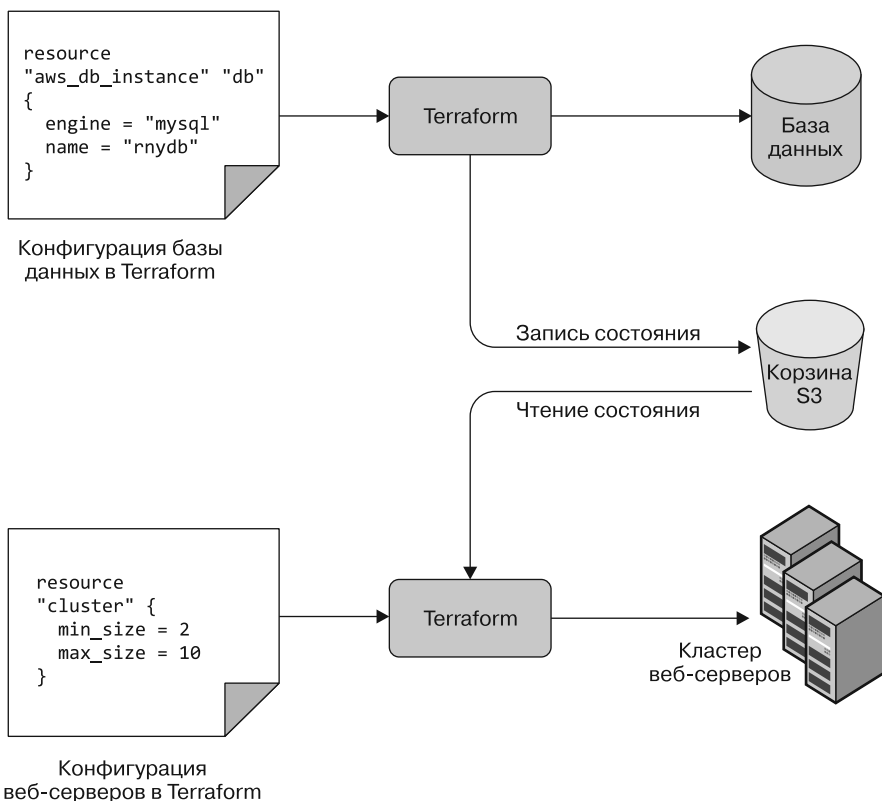 resource
"aws_db_instance" "db"
{
engine = "mysql"
name = "rnydb"
}
Terraform
База
данных
Конфигурация базы
данных в Terraform
Запись состояния
Корзина
S3
Чтение состояния
resource
"cluster" {
min_size = 2
max_size = 10
}
Terraform
Кластер
веб-серверов
Конфигурация
веб-серверов в Terraform